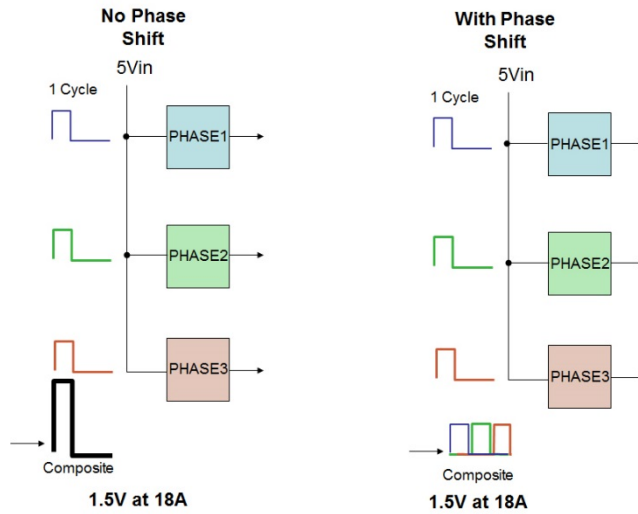 No Phase
Shift
5Vin
1 Cycle
PHASE1
PHASE2
PHASE3
Composite
1.5V at 18A
With Phase
Shift
5Vin
1 Cycle
PHASE1
PHASE2
PHASE3
Composite
1.5V at 18A